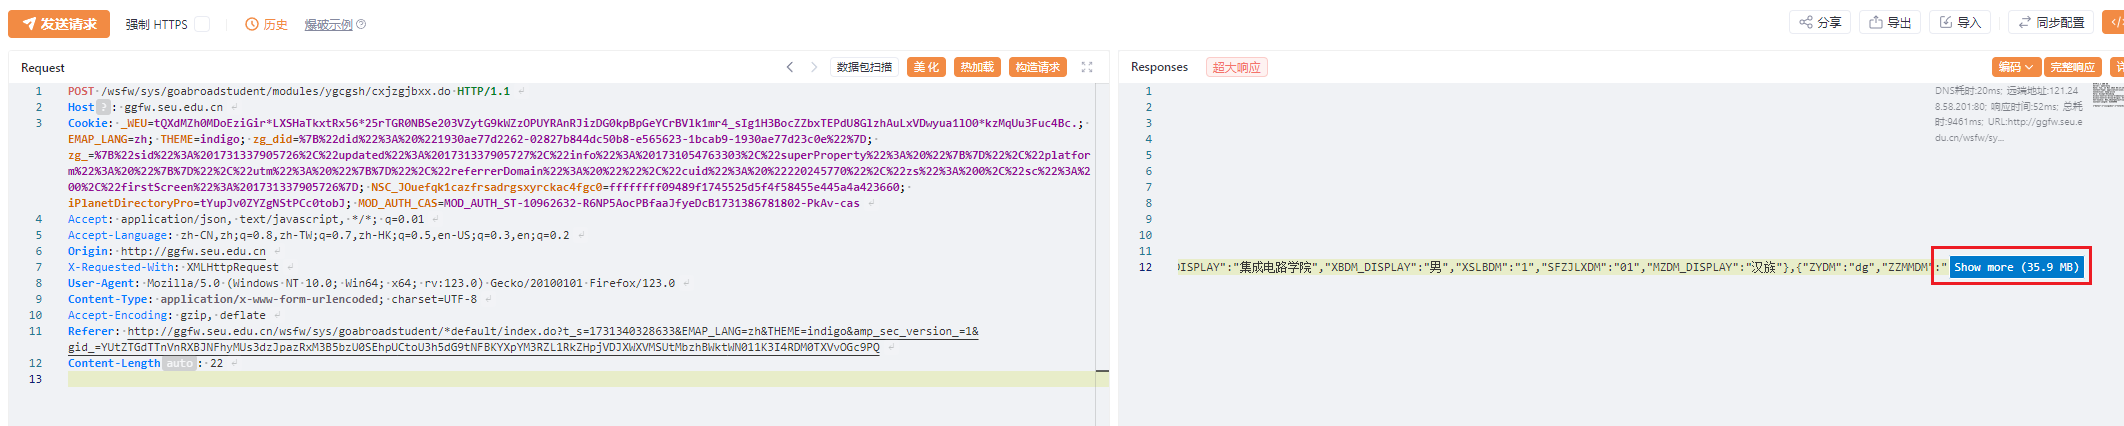 发送请求 强制 HTTPS 历史 爆破示例 分享 导出 导入 同步配置
Request 数据包扫描 美化 热加载 构造请求
1 POST /wsfw/sys/goabroadstudent/modules/ygcgsh/cxjzgjbxx.do HTTP/1.1
2 Host ? : ggfw.seu.edu.cn
3 Cookie: _WEU=tQXdMZh0MDoEziGir*LXSHaTkxtRx56*25rTGR0NBSe203VZytG9kWZzOPUYRAnRJizDG0kpBpGeYCrBVlk1mr4_sIg1H3BocZZbxTEPdU8GlzhAuLxVDwyua1lO0*kzMqUu3Fuc4Bc.;
EMAP_LANG=zh; THEME=indigo; zg_did=%7B%22did%22%3A%20%221930ae77d2262-02827b844dc50b8-e565623-1bcab9-1930ae77d23c0e%22%7D;
zg_=%7B%22sid%22%3A%201731337905726%2C%22updated%22%3A%201731337905727%2C%22info%22%3A%201731054763303%2C%22superProperty%22%3A%20%22%7B%7D%22%2C%22platfor
m%22%3A%20%22%7B%7D%22%2C%22utm%22%3A%20%22%7B%7D%22%2C%22referrerDomain%22%3A%20%22%22%2C%22cuid%22%3A%20%22220245770%22%2C%22zs%22%3A%200%2C%22sc%22%3A%2
00%2C%22firstScreen%22%3A%201731337905726%7D; NSC_JOuefqk1cazfrsadrgsxyrckac4fgc0=ffffffff09489f1745525d5f4f58455e445a4a423660;
iPlanetDirectoryPro=tYupJv0ZYZgNStPCc0tobJ; MOD_AUTH_CAS=MOD_AUTH_ST-10962632-R6NP5AocPBfaaJfyeDcB1731386781802-PkAv-cas
4 Accept: application/json, text/javascript, */*; q=0.01
5 Accept-Language: zh-CN,zh;q=0.8,zh-TW;q=0.7,zh-HK;q=0.5,en-US;q=0.3,en;q=0.2
6 Origin: http://ggfw.seu.edu.cn
7 X-Requested-With: XMLHttpRequest
8 User-Agent: Mozilla/5.0 (Windows NT 10.0; Win64; x64; rv:123.0) Gecko/20100101 Firefox/123.0
9 Content-Type: application/x-www-form-urlencoded; charset=UTF-8
10 Accept-Encoding: gzip, deflate
11 Referer: http://ggfw.seu.edu.cn/wsfw/sys/goabroadstudent/*default/index.do?t_s=1731340328633&EMAP_LANG=zh&THEME=indigo&amp_sec_version_=1&
gid_=YUtZTGdTTnVnRXBJNFhyMUs3dzJpazRxM3B5bzU0SEhpUCtoU3h5dG9tNFBKYXpYM3RZL1RkZHpjVDJXWXVMSUtMbzhBWktWN011K3I4RDM0TXVvOGc9PQ
12 Content-Length auto : 22
13
Responses 超大响应 编码 完整响应
1
2
3
4
5
6
7
8
9
10
11
12 DISPLAY":"集成电路学院","XBDM_DISPLAY":"男","XSLBDM":"1","SFZJLXDM":"01","MZDM_DISPLAY":"汉族"},{"ZYDM":"dg","ZZMMDM":" Show more (35.9 MB)
DNS耗时:20ms; 远端地址:121.24
8.58.201:80; 响应时间:52ms; 总耗
时:9461ms; URL:http://ggfw.seu.e
du.cn/wsfw/sy...